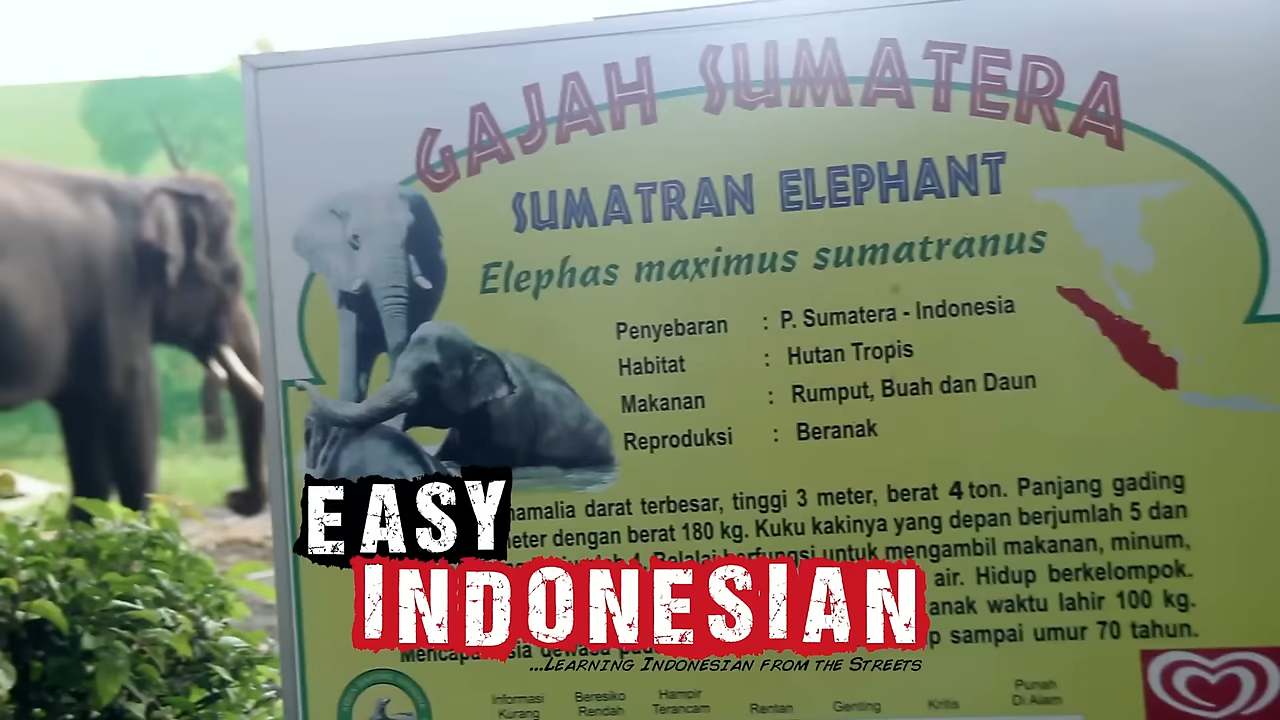 GAJAH SUMATERA
SUMATRAN ELEPHANT
Elephas maximus sumatranus
Penyebaran : P. Sumatera - Indonesia
Habitat : Hutan Tropis
Makanan : Rumput, Buah dan Daun
Reproduksi : Beranak
mamalia darat terbesar, tinggi 3 meter, berat 4 ton. Panjang gading
meter dengan berat 180 kg. Kuku kakinya yang depan berjumlah 5 dan
4. Belalai berfungsi untuk mengambil makanan, minum,
air. Hidup berkelompok.
anak waktu lahir 100 kg.
sampai umur 70 tahun.
EASY
INDONESIAN
...LEARNING INDONESIAN FROM THE STREETS
Informasi Kurang
Beresiko Rendah
Hampir Terancam
Rentan
Genting
Kritis
Punah Di Alam